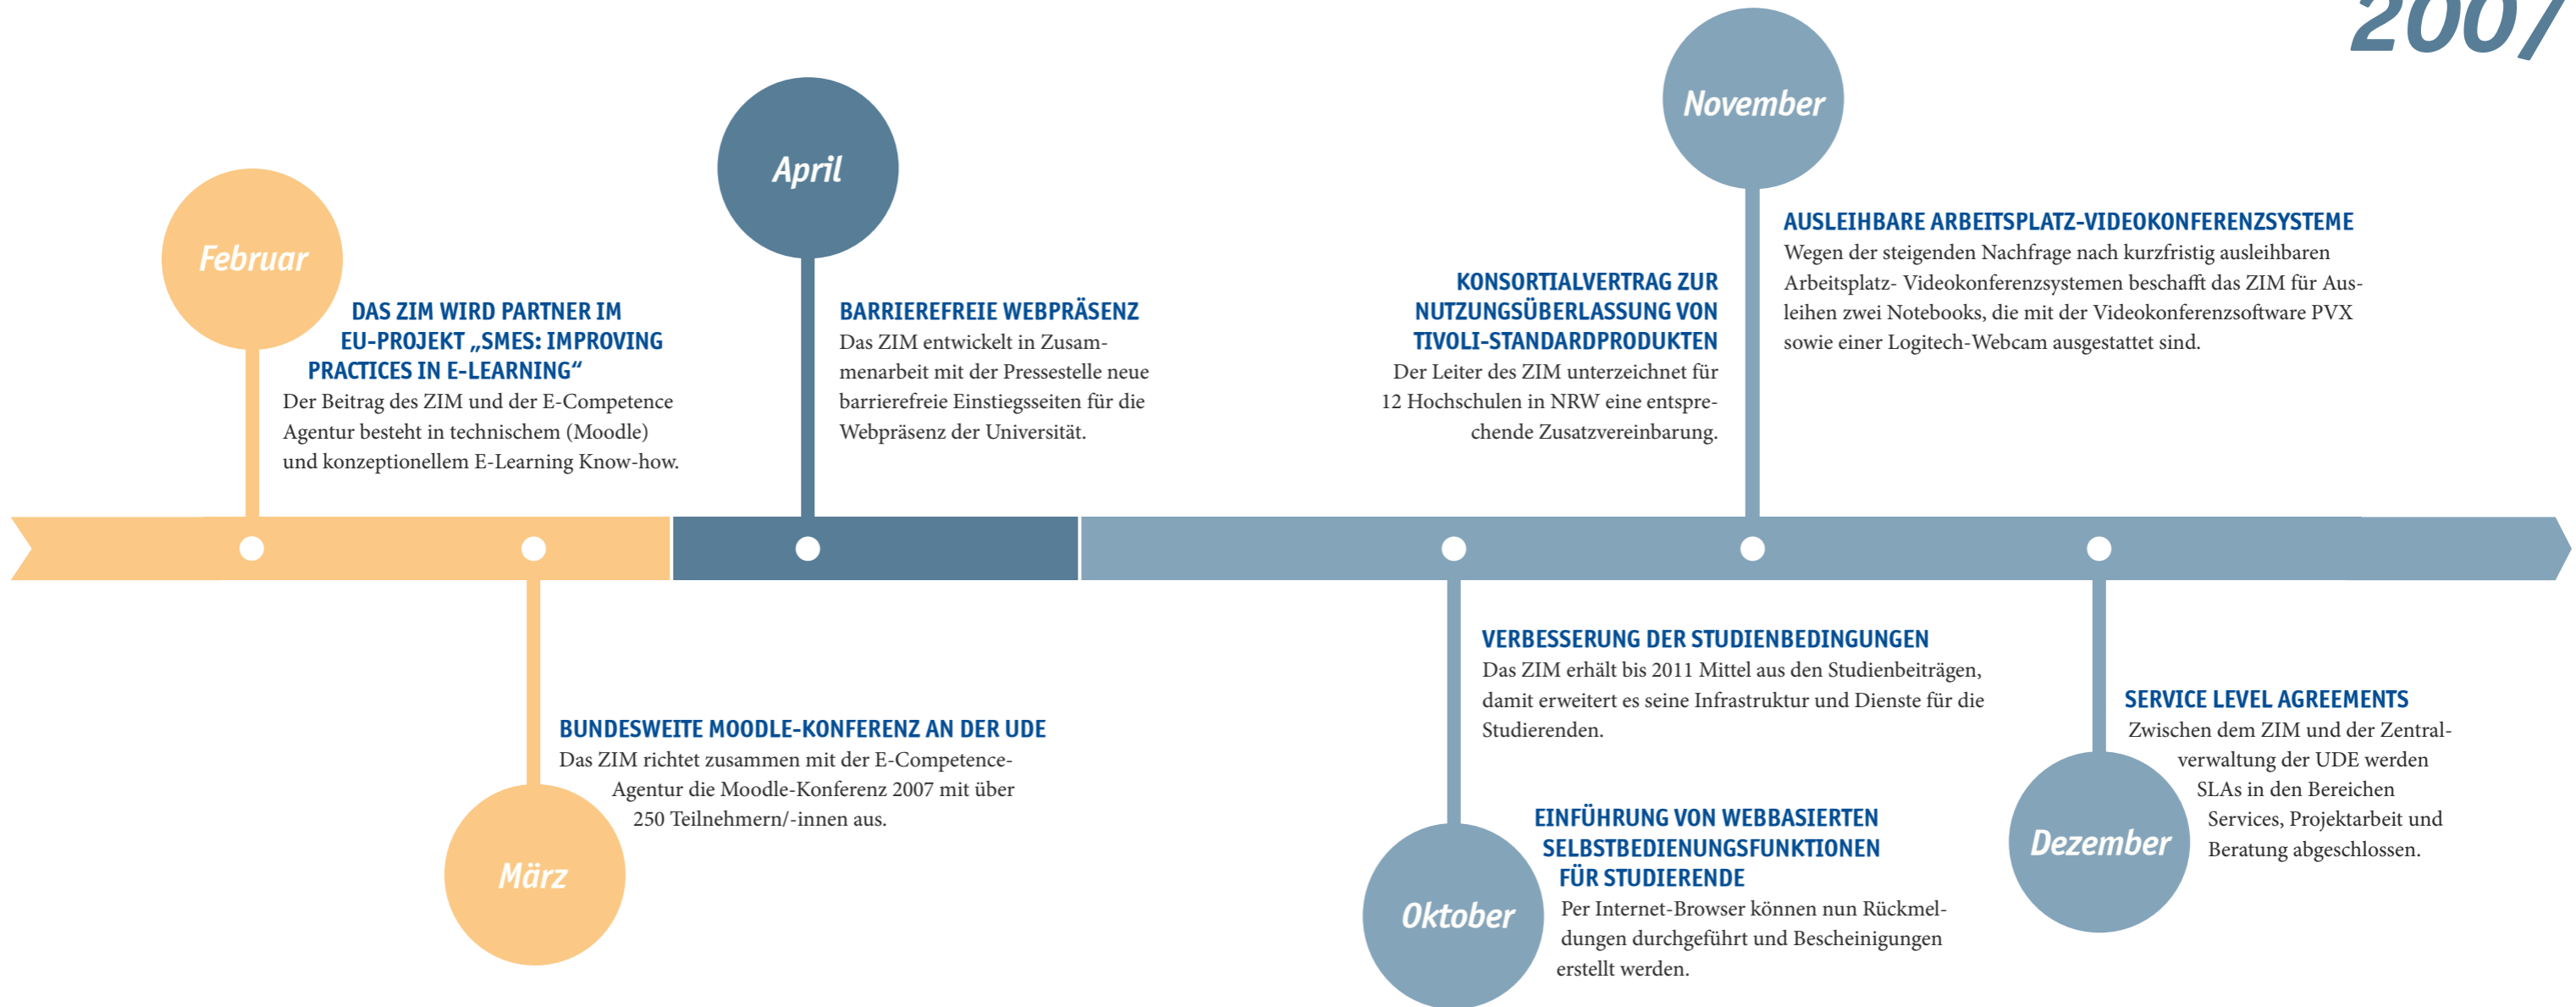 2007
Februar
DAS ZIM WIRD PARTNER IM
EU-PROJEKT „SMES: IMPROVING
PRACTICES IN E-LEARNING“
Der Beitrag des ZIM und der E-Competence
Agentur besteht in technischem (Moodle)
und konzeptionellem E-Learning Know-how.
März
BUNDESWEITE MOODLE-KONFERENZ AN DER UDE
Das ZIM richtet zusammen mit der E-Competence-
Agentur die Moodle-Konferenz 2007 mit über
250 Teilnehmern/-innen aus.
April
BARRIEREFREIE WEBPRÄSENZ
Das ZIM entwickelt in Zusam-
menarbeit mit der Pressestelle neue
barrierefreie Einstiegsseiten für die
Webpräsenz der Universität.
Oktober
VERBESSERUNG DER STUDIENBEDINGUNGEN
Das ZIM erhält bis 2011 Mittel aus den Studienbeiträgen,
damit erweitert es seine Infrastruktur und Dienste für die
Studierenden.
EINFÜHRUNG VON WEBBASIERTEN
SELBSTBEDIENUNGSFUNKTIONEN
FÜR STUDIERENDE
Per Internet-Browser können nun Rückmel-
dungen durchgeführt und Bescheinigungen
erstellt werden.
November
KONSORTIALVERTRAG ZUR
NUTZUNGSÜBERLASSUNG VON
TIVOLI-STANDARDPRODUKTEN
Der Leiter des ZIM unterzeichnet für
12 Hochschulen in NRW eine entspre-
chende Zusatzvereinbarung.
AUSLEIHBARE ARBEITSPLATZ-VIDEOKONFERENZSYSTEME
Wegen der steigenden Nachfrage nach kurzfristig ausleihbaren
Arbeitsplatz- Videokonferenzsystemen beschafft das ZIM für Aus-
leihen zwei Notebooks, die mit der Videokonferenzsoftware PVX
sowie einer Logitech-Webcam ausgestattet sind.
Dezember
SERVICE LEVEL AGREEMENTS
Zwischen dem ZIM und der Zentral-
verwaltung der UDE werden
SLAs in den Bereichen
Services, Projektarbeit und
Beratung abgeschlossen.